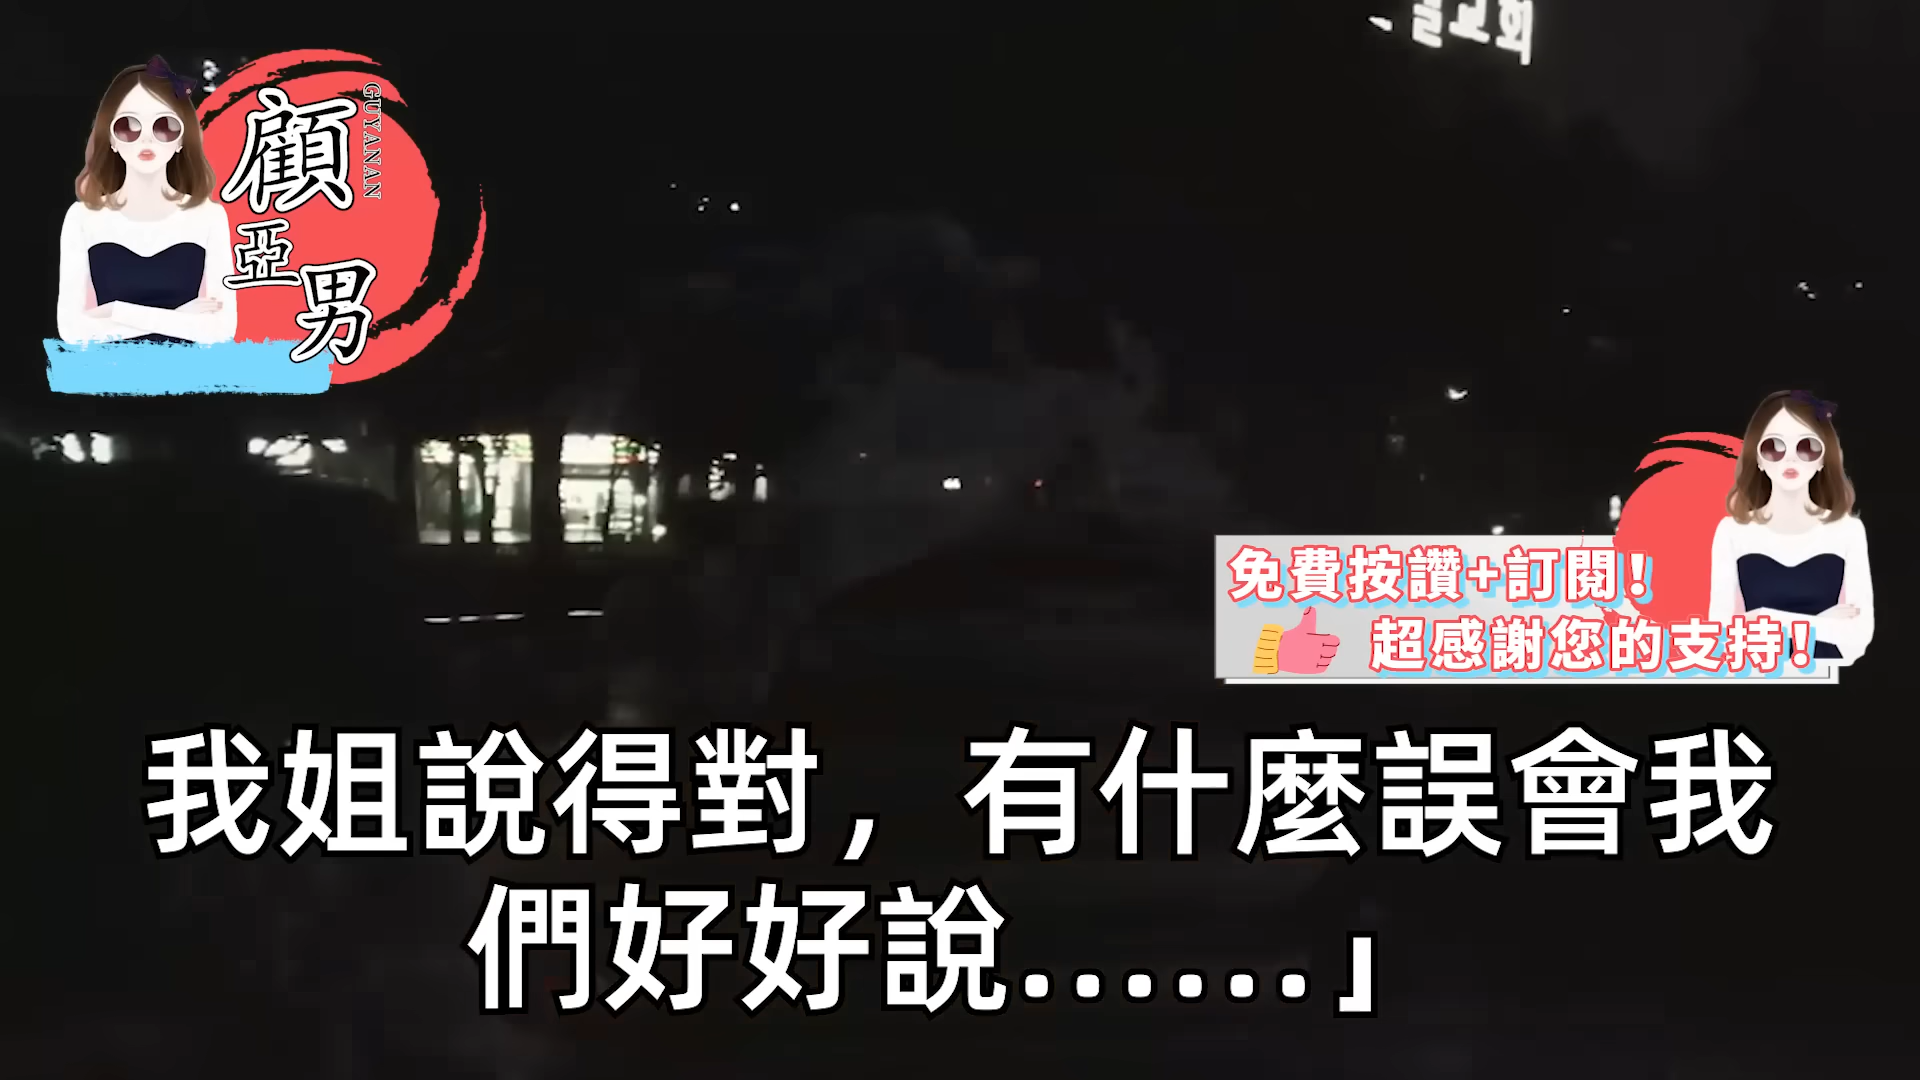 顧亞男
GUYANAN
免費按讚+訂閱!
超感謝您的支持!
我姐說得對，有什麼誤會我
們好好說......」